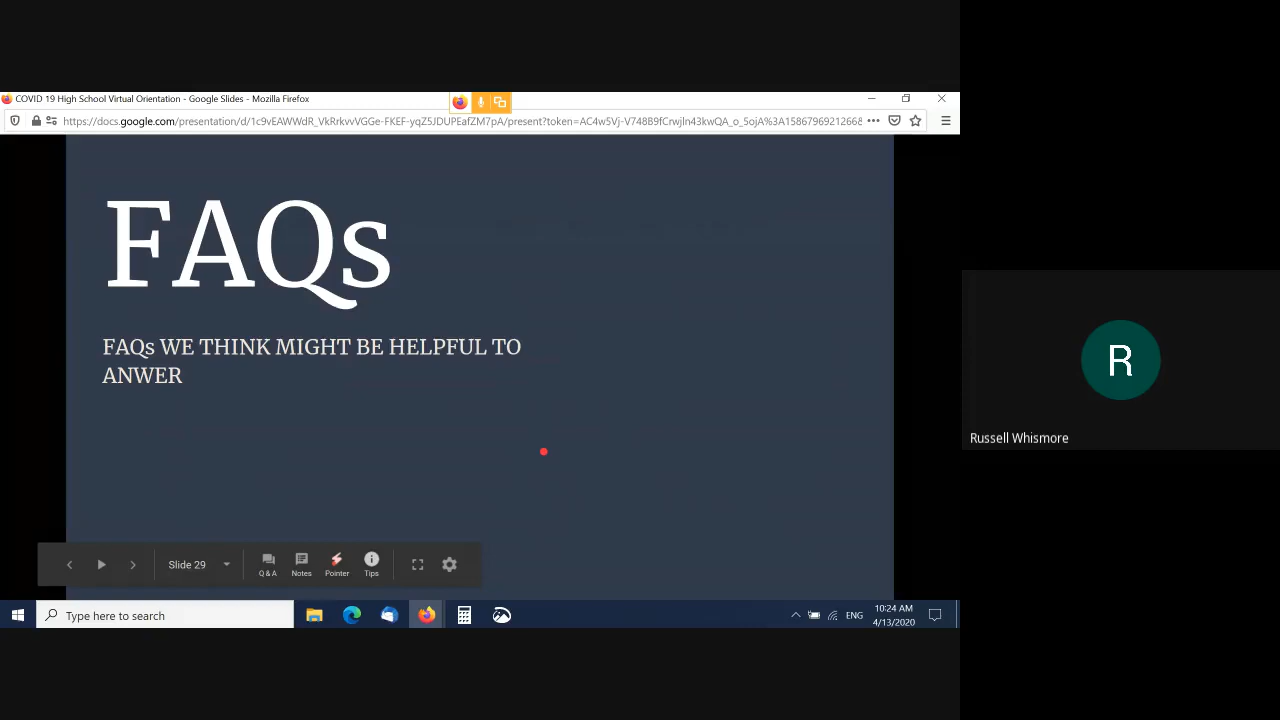 COVID 19 High School Virtual Orientation - Google Slides - Mozilla Firefox
https://docs.google.com/presentation/d/1c9vEAWWdR_VkRrkvvVGGe-FKEF-yqZ5JDUPEafZM7pA/present?token=AC4w5Vj-V748B9fCrwjln43kwQA_o_5ojA%3A15867969212668
FAQs
FAQs WE THINK MIGHT BE HELPFUL TO
ANWER
R
Russell Whismore
Slide 29
Q & A
Notes
Pointer
Tips
Type here to search
ENG
10:24 AM
4/13/2020